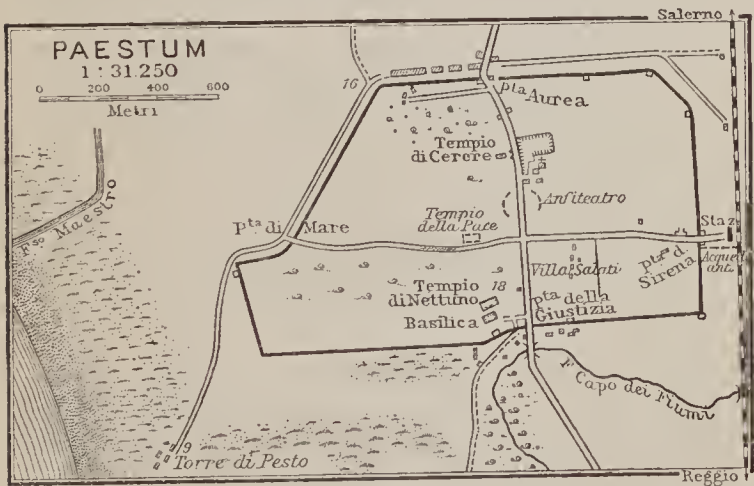 Salerno
PAESTUM
1 : 31.250
0 200 400 600
Metri
16
Pta Aurea
Tempio
di Cerere
Anfiteatro
Fso Maestro
Pta di Mare
Tempio
della Pace
Staz
Acqued.
ant.
Pta d.
Sirena
Villa Salati
Tempio
di Nettuno
18
Basilica
Pta della
Giustizia
F. Capo dei Fiumi
9
Torre di Pesto
Reggio